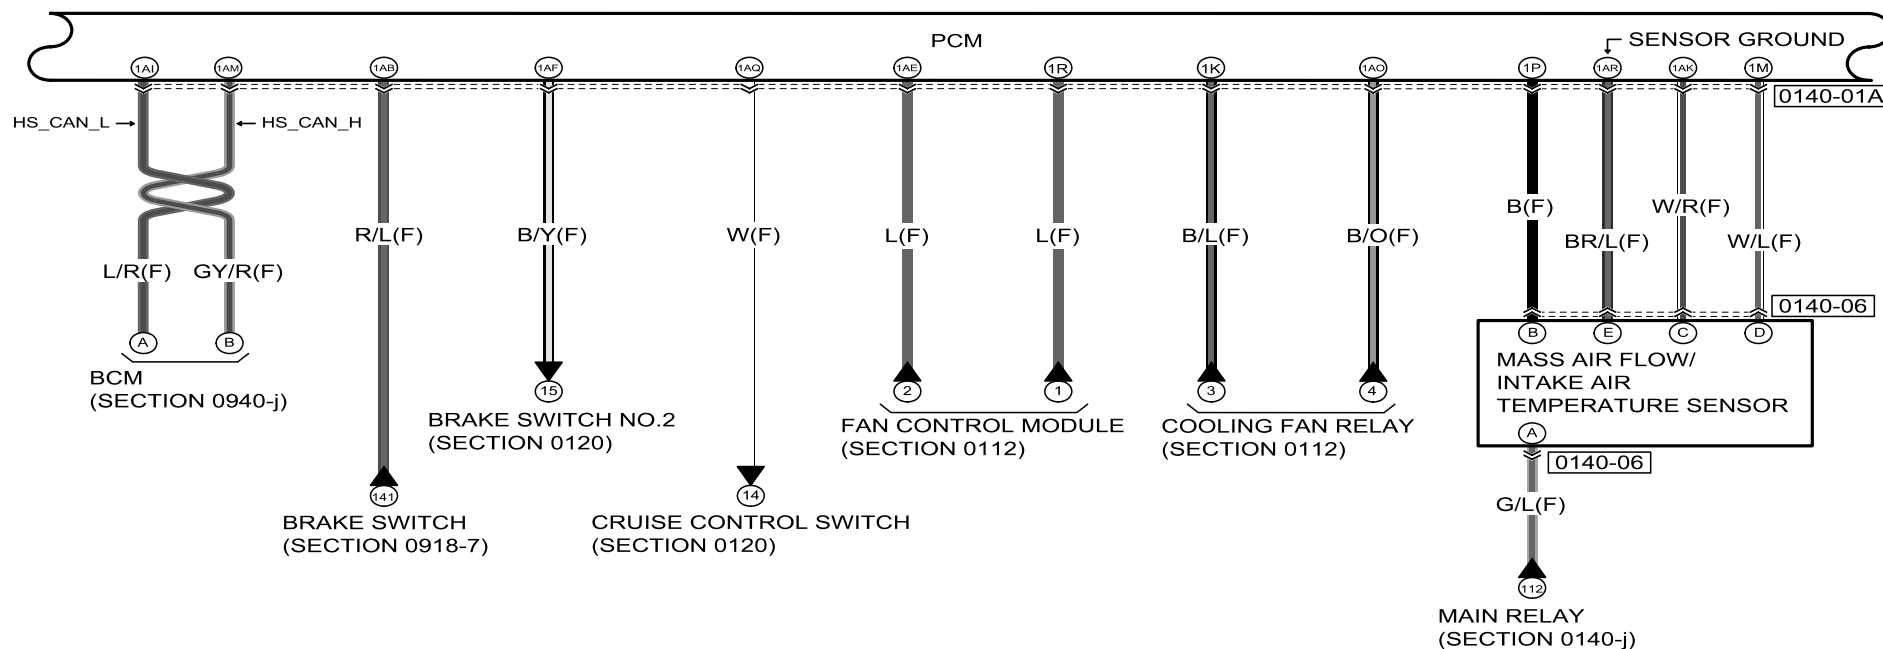 PCM
SENSOR GROUND
1AI 1AM 1AB 1AF 1AQ 1AE 1R 1K 1AO 1P 1AR 1AK 1M
0140-01A
HS_CAN_L HS_CAN_H
B(F) W/R(F)
R/L(F) B/Y(F) W(F) L(F) L(F) B/L(F) B/O(F) BR/L(F) W/L(F)
L/R(F) GY/R(F)
0140-06
A B
B E C D
BCM
(SECTION 0940-j)
15
BRAKE SWITCH NO.2
(SECTION 0120)
2 1
FAN CONTROL MODULE
(SECTION 0112)
3 4
COOLING FAN RELAY
(SECTION 0112)
MASS AIR FLOW/
INTAKE AIR
TEMPERATURE SENSOR
A
0140-06
141
BRAKE SWITCH
(SECTION 0918-7)
14
CRUISE CONTROL SWITCH
(SECTION 0120)
G/L(F)
112
MAIN RELAY
(SECTION 0140-j)